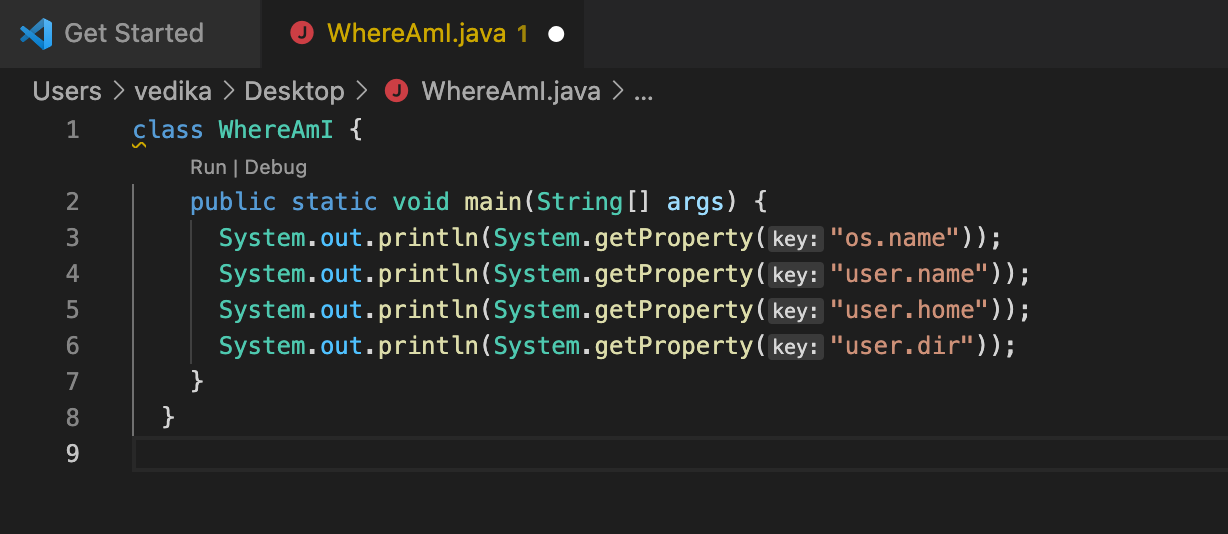 Get Started WhereAmI.java 1
Users > vedika > Desktop > WhereAmI.java > ...
1 class WhereAmI {
Run | Debug
2 public static void main(String[] args) {
3 System.out.println(System.getProperty(key: "os.name"));
4 System.out.println(System.getProperty(key: "user.name"));
5 System.out.println(System.getProperty(key: "user.home"));
6 System.out.println(System.getProperty(key: "user.dir"));
7 }
8 }
9